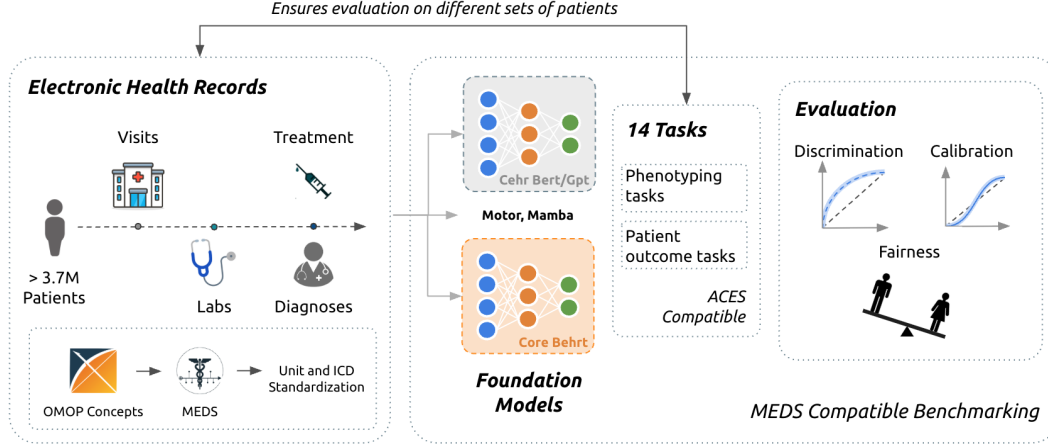 Ensures evaluation on different sets of patients
Electronic Health Records
Visits
Treatment
> 3.7M
Patients
Labs
Diagnoses
OMOP Concepts
MEDS
Unit and ICD
Standardization
Cehr Bert/Gpt
Motor, Mamba
Core Behrt
Foundation
Models
14 Tasks
Phenotyping
tasks
Patient
outcome tasks
ACES
Compatible
Evaluation
Discrimination
Calibration
Fairness
MEDS Compatible Benchmarking